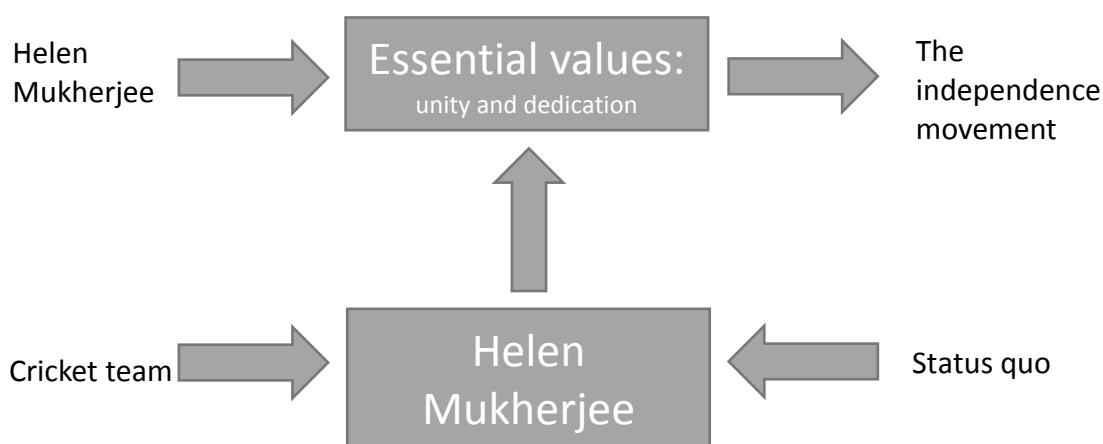 Helen
Mukherjee
Essential values:
unity and dedication
The
independence
movement
Cricket team
Helen
Mukherjee
Status quo